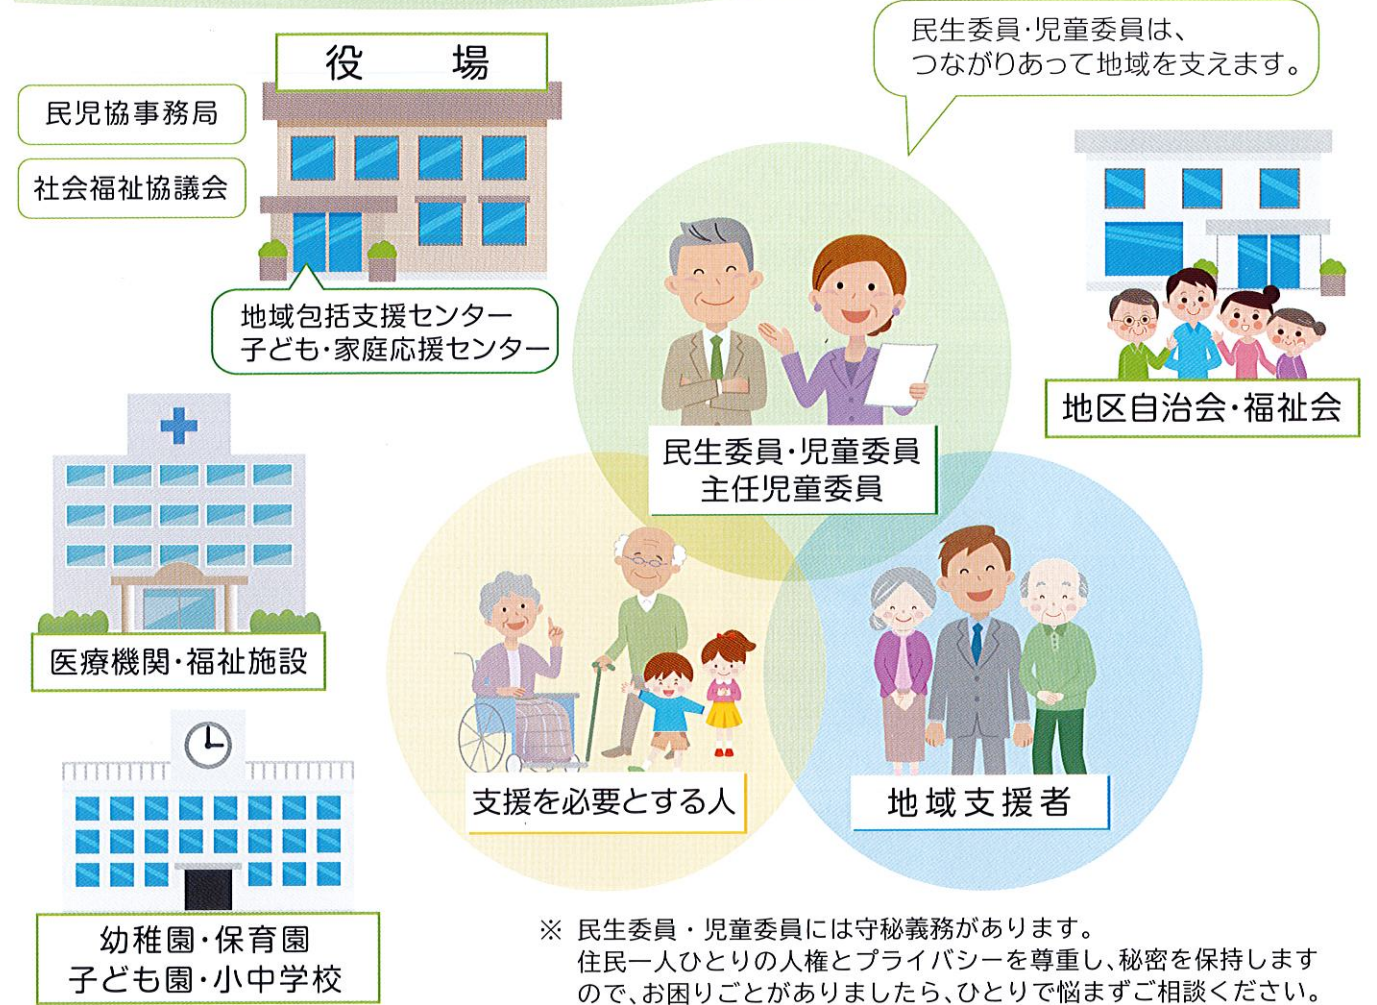 役 場
民児協事務局
社会福祉協議会
地域包括支援センター
子ども・家庭応援センター
民生委員・児童委員は、
つながりあって地域を支えます。
地区自治会・福祉会
民生委員・児童委員
主任児童委員
医療機関・福祉施設
支援を必要とする人
地域支援者
幼稚園・保育園
子ども園・小中学校
※ 民生委員・児童委員には守秘義務があります。
住民一人ひとりの人権とプライバシーを尊重し、秘密を保持します
ので、お困りごとがありましたら、ひとりで悩まずご相談ください。